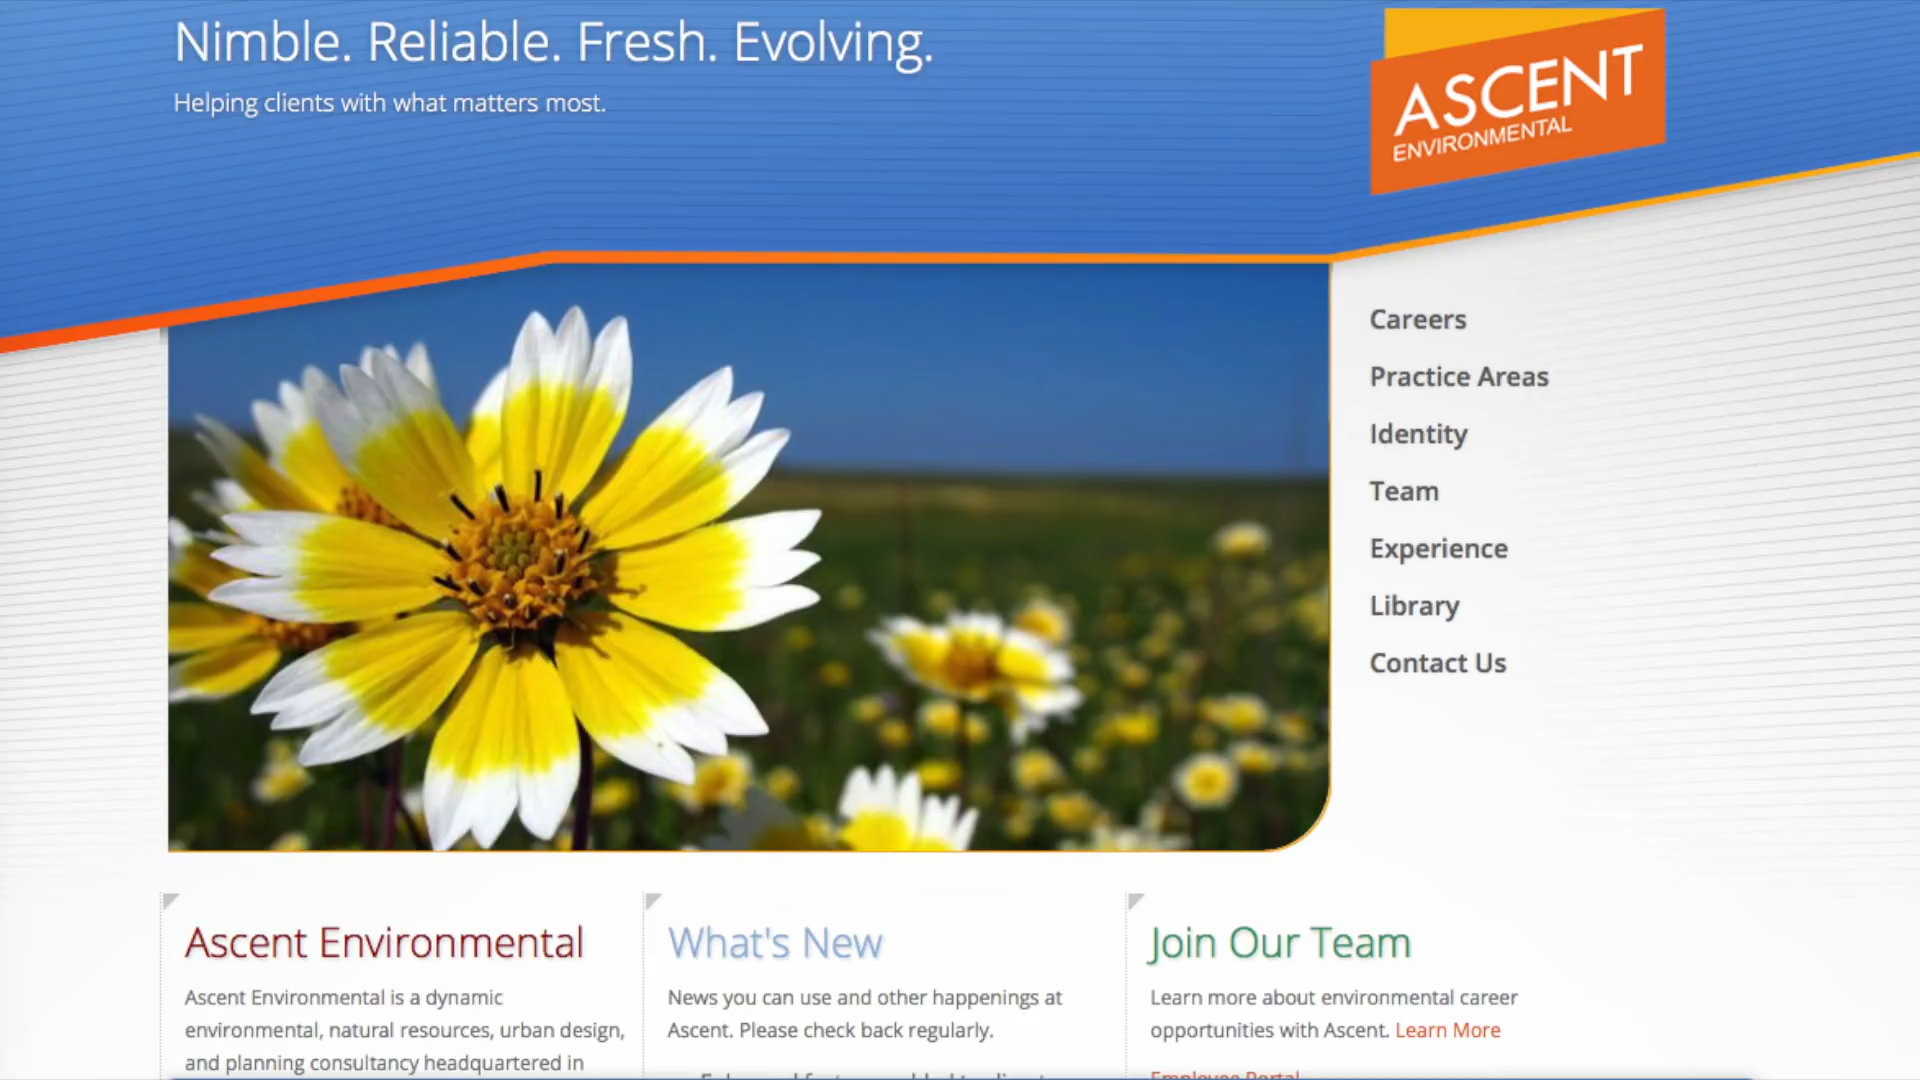 Nimble. Reliable. Fresh. Evolving.
Helping clients with what matters most.
ASCENT
ENVIRONMENTAL
Careers
Practice Areas
Identity
Team
Experience
Library
Contact Us
Ascent Environmental
Ascent Environmental is a dynamic
environmental, natural resources, urban design,
and planning consultancy headquartered in
What's New
News you can use and other happenings at
Ascent. Please check back regularly.
Join Our Team
Learn more about environmental career
opportunities with Ascent. Learn More
Employee Portal